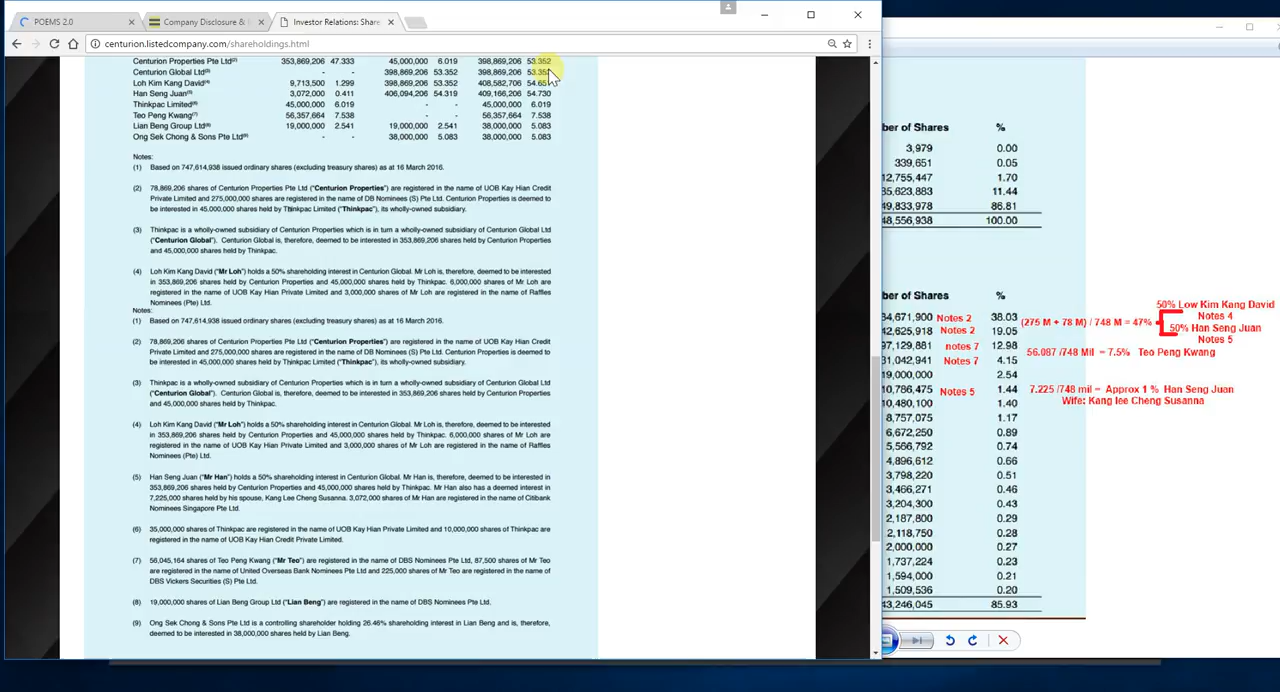 POEMS 2.0
Company Disclosure &
Investor Relations: Share
centurion.listedcompany.com/shareholdings.html
Centurion Properties Pte Ltd(2) 353,869,206 47.333 45,000,000 6.019 398,869,206 53.352
Centurion Global Ltd(3) - - 398,869,206 53.352 398,869,206 53.352
Loh Kim Kang David(4) 9,713,500 1.299 398,869,206 53.352 408,582,706 54.651
Han Seng Juan(5) 3,072,000 0.411 406,094,206 54.319 409,166,206 54.730
Thinkpac Limited(6) 45,000,000 6.019 - - 45,000,000 6.019
Teo Peng Kwang(7) 56,357,664 7.538 - - 56,357,664 7.538
Lian Beng Group Ltd(8) 19,000,000 2.541 19,000,000 2.541 38,000,000 5.083
Ong Sek Chong & Sons Pte Ltd(9) - - 38,000,000 5.083 38,000,000 5.083
Notes:
(1) Based on 747,614,938 issued ordinary shares (excluding treasury shares) as at 16 March 2016.
(2) 78,869,206 shares of Centurion Properties Pte Ltd ("Centurion Properties") are registered in the name of UOB Kay Hian Credit
Private Limited and 275,000,000 shares are registered in the name of DB Nominees (S) Pte Ltd. Centurion Properties is deemed to
be interested in 45,000,000 shares held by Thinkpac Limited ("Thinkpac"), its wholly-owned subsidiary.
(3) Thinkpac is a wholly-owned subsidiary of Centurion Properties which is in turn a wholly-owned subsidiary of Centurion Global Ltd
("Centurion Global"). Centurion Global is, therefore, deemed to be interested in 353,869,206 shares held by Centurion Properties
and 45,000,000 shares held by Thinkpac.
(4) Loh Kim Kang David ("Mr Loh") holds a 50% shareholding interest in Centurion Global. Mr Loh is, therefore, deemed to be interested
in 353,869,206 shares held by Centurion Properties and 45,000,000 shares held by Thinkpac. 6,000,000 shares of Mr Loh are
registered in the name of UOB Kay Hian Private Limited and 3,000,000 shares of Mr Loh are registered in the name of Raffles
Nominees (Pte) Ltd.
Notes:
(1) Based on 747,614,938 issued ordinary shares (excluding treasury shares) as at 16 March 2016.
(2) 78,869,206 shares of Centurion Properties Pte Ltd ("Centurion Properties") are registered in the name of UOB Kay Hian Credit
Private Limited and 275,000,000 shares are registered in the name of DB Nominees (S) Pte Ltd. Centurion Properties is deemed to
be interested in 45,000,000 shares held by Thinkpac Limited ("Thinkpac"), its wholly-owned subsidiary.
(3) Thinkpac is a wholly-owned subsidiary of Centurion Properties which is in turn a wholly-owned subsidiary of Centurion Global Ltd
("Centurion Global"). Centurion Global is, therefore, deemed to be interested in 353,869,206 shares held by Centurion Properties
and 45,000,000 shares held by Thinkpac.
(4) Loh Kim Kang David ("Mr Loh") holds a 50% shareholding interest in Centurion Global. Mr Loh is, therefore, deemed to be interested
in 353,869,206 shares held by Centurion Properties and 45,000,000 shares held by Thinkpac. 6,000,000 shares of Mr Loh are
registered in the name of UOB Kay Hian Private Limited and 3,000,000 shares of Mr Loh are registered in the name of Raffles
Nominees (Pte) Ltd.
(5) Han Seng Juan ("Mr Han") holds a 50% shareholding interest in Centurion Global. Mr Han is, therefore, deemed to be interested in
353,869,206 shares held by Centurion Properties and 45,000,000 shares held by Thinkpac. Mr Han also has a deemed interest in
7,225,000 shares held by his spouse, Kang Lee Cheng Susanna. 3,072,000 shares of Mr Han are registered in the name of Citibank
Nominees Singapore Pte Ltd.
(6) 35,000,000 shares of Thinkpac are registered in the name of UOB Kay Hian Private Limited and 10,000,000 shares of Thinkpac are
registered in the name of UOB Kay Hian Credit Private Limited.
(7) 56,045,164 shares of Teo Peng Kwang ("Mr Teo") are registered in the name of DBS Nominees Pte Ltd, 87,500 shares of Mr Teo
are registered in the name of United Overseas Bank Nominees Pte Ltd and 225,000 shares of Mr Teo are registered in the name of
DBS Vickers Securities (S) Pte Ltd.
(8) 19,000,000 shares of Lian Beng Group Ltd ("Lian Beng") are registered in the name of DBS Nominees Pte Ltd.
(9) Ong Sek Chong & Sons Pte Ltd is a controlling shareholder holding 26.46% shareholding interest in Lian Beng and is, therefore,
deemed to be interested in 38,000,000 shares held by Lian Beng.
ber of Shares %
3,979 0.00
339,651 0.05
12,755,447 1.70
35,623,883 11.44
49,833,978 86.81
48,556,938 100.00
ber of Shares %
34,671,900 Notes 2 38.03
42,625,918 Notes 2 19.05
97,129,881 notes 7 12.98
31,042,941 Notes 7 4.15
19,000,000 2.54
10,786,475 Notes 5 1.44
10,480,100 1.40
8,757,075 1.17
6,672,250 0.89
5,566,792 0.74
4,896,612 0.66
3,798,220 0.51
3,466,271 0.46
3,204,300 0.43
2,187,800 0.29
2,118,750 0.28
2,000,000 0.27
1,737,224 0.23
1,594,000 0.21
1,509,536 0.20
43,246,045 85.93
50% Low Kim Kang David
Notes 4
(275 M + 78 M) / 748 M = 47%
50% Han Seng Juan
Notes 5
56.087 /748 Mil = 7.5% Teo Peng Kwang
7.225 /748 mil = Approx 1 % Han Seng Juan
Wife: Kang lee Cheng Susanna